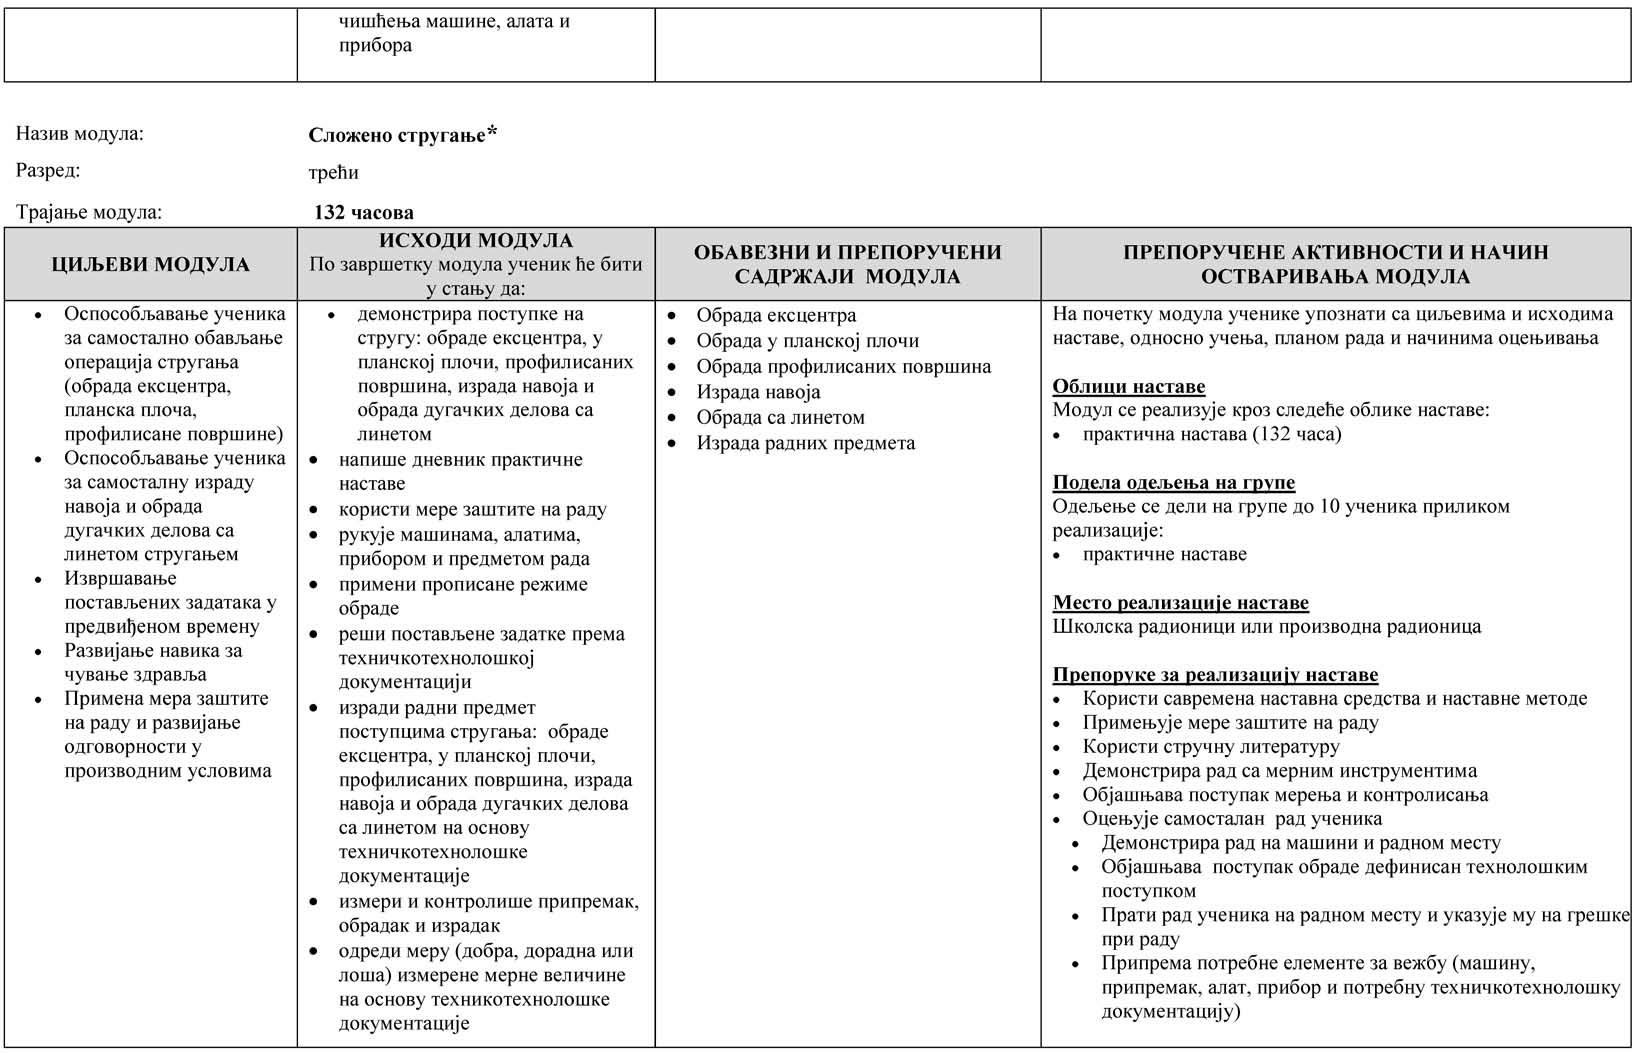 чишћења машине, алата и
прибора
Назив модула:
Сложено стругање*
Разред:
трећи
Трајање модула:
132 часова
ЦИЉЕВИ МОДУЛА
ИСХОДИ МОДУЛА
По завршетку модула ученик ће бити
у стању да:
ОБАВЕЗНИ И ПРЕПОРУЧЕНИ
САДРЖАЈИ МОДУЛА
ПРЕПОРУЧЕНЕ АКТИВНОСТИ И НАЧИН
ОСТВАРИВАЊА МОДУЛА
• Оспособљавање ученика
за самостално обављање
операција стругања
(обрада ексцентра,
планска плоча,
профилисане површине)
• Оспособљавање ученика
за самосталну израду
навоја и обрада
дугачких делова са
линетом стругањем
• Извршавање
постављених задатака у
предвиђеном времену
• Развијање навика за
чување здравља
• Примена мера заштите
на раду и развијање
одговорности у
производним условима
• демонстрира поступке на
стругу: обраде ексцентра, у
планској плочи, профилисаних
површина, израда навоја и
обрада дугачких делова са
линетом
• напише дневник практичне
наставе
• користи мере заштите на раду
• рукује машинама, алатима,
прибором и предметом рада
• примени прописане режиме
обраде
• реши постављене задатке према
техничкотехнолошкој
документацији
• изради радни предмет
поступцима стругања: обраде
ексцентра, у планској плочи,
профилисаних површина, израда
навоја и обрада дугачких делова
са линетом на основу
техничкотехнолошке
документације
• измери и контролише припремак,
обрадак и израдак
• одреди меру (добра, дорадна или
лоша) измерене мерне величине
на основу техникотехнолошке
документације
• Обрада ексцентра
• Обрада у планској плочи
• Обрада профилисаних површина
• Израда навоја
• Обрада са линетом
• Израда радних предмета
На почетку модула ученике упознати са циљевима и исходима
наставе, односно учења, планом рада и начинима оцењивања
Облици наставе
Модул се реализује кроз следеће облике наставе:
• практична настава (132 часа)
Подела одељења на групе
Одељење се дели на групе до 10 ученика приликом
реализације:
• практичне наставе
Место реализације наставе
Школска радионици или производна радионица
Препоруке за реализацију наставе
• Користи савремена наставна средства и наставне методе
• Примењује мере заштите на раду
• Користи стручну литературу
• Демонстрира рад са мерним инструментима
• Објашњава поступак мерења и контролисања
• Оцењује самосталан рад ученика
• Демонстрира рад на машини и радном месту
• Објашњава поступак обраде дефинисан технолошким
поступком
• Прати рад ученика на радном месту и указује му на грешке
при раду
• Припрема потребне елементе за вежбу (машину,
припремак, алат, прибор и потребну техничкотехнолошку
документацију)